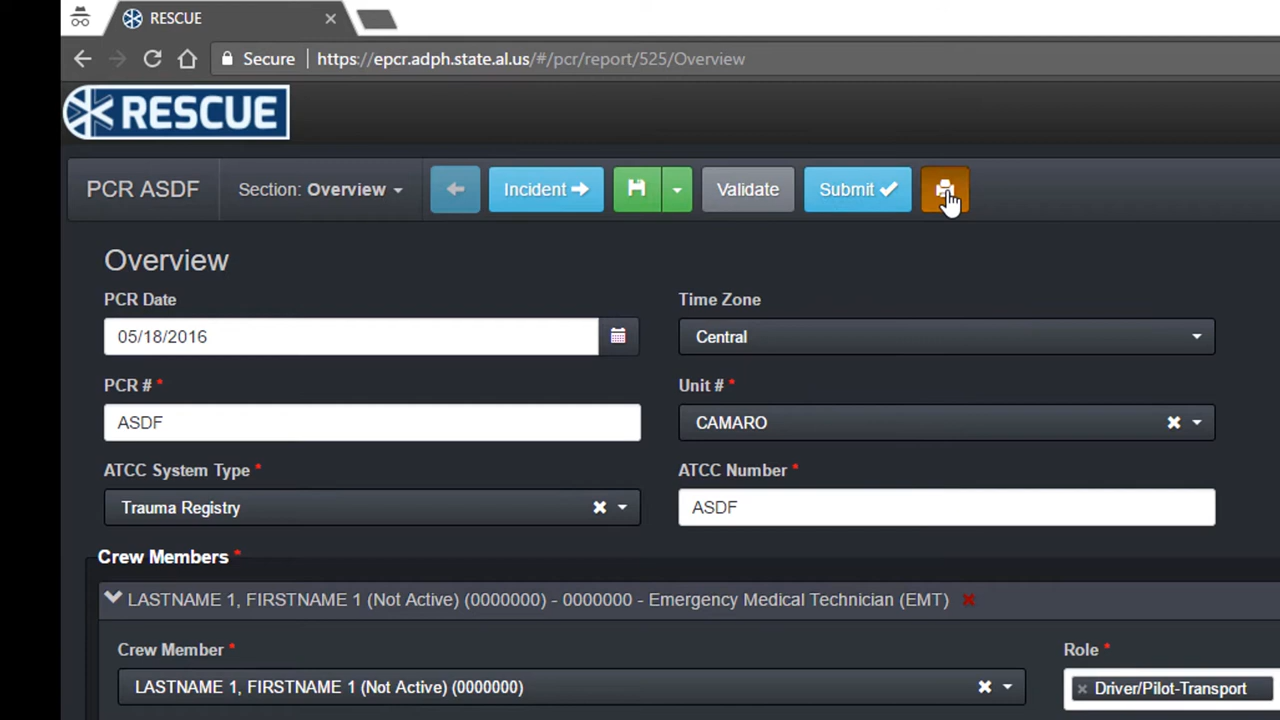 RESCUE
Secure https://epcr.adph.state.al.us/#/pcr/report/525/Overview
RESCUE
PCR ASDF Section: Overview Incident Validate Submit
Overview
PCR Date Time Zone
05/18/2016 Central
PCR # * Unit # *
ASDF CAMARO
ATCC System Type * ATCC Number *
Trauma Registry ASDF
Crew Members *
LASTNAME 1, FIRSTNAME 1 (Not Active) (0000000) - 0000000 - Emergency Medical Technician (EMT)
Crew Member * Role *
LASTNAME 1, FIRSTNAME 1 (Not Active) (0000000) Driver/Pilot-Transport